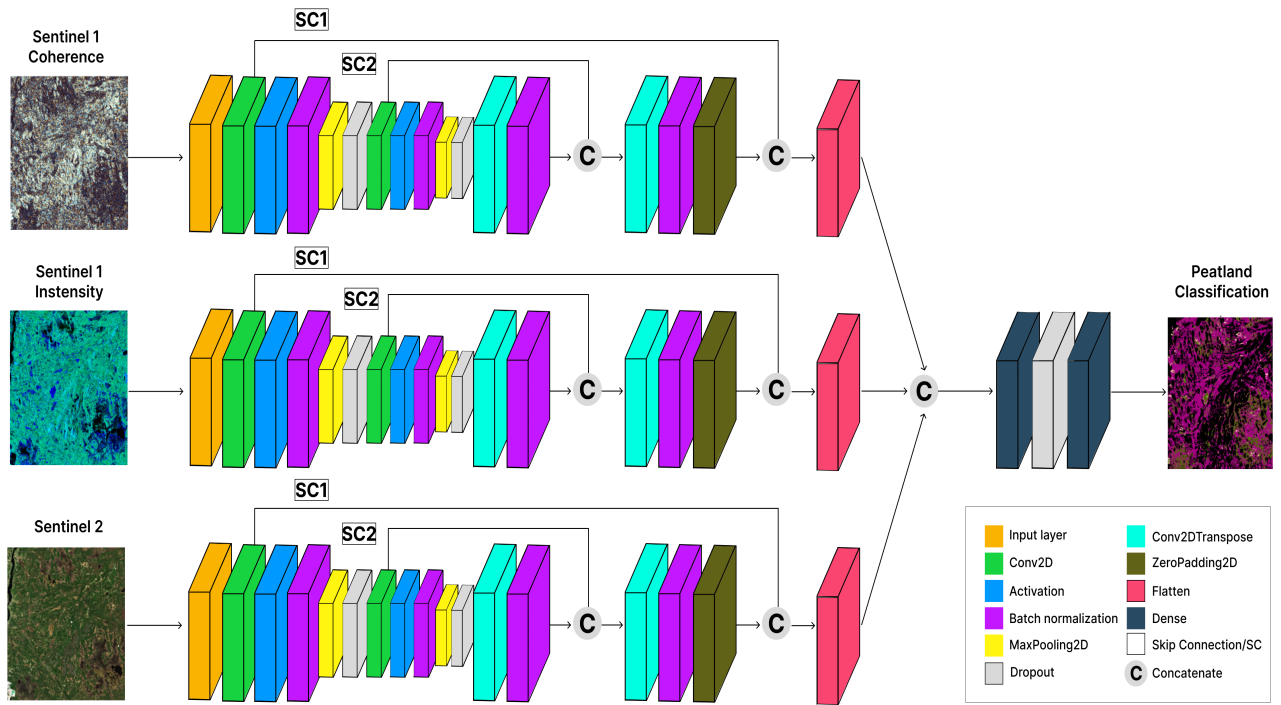 Sentinel 1
Coherence
SC1
SC2
C
C
Sentinel 1
Instensity
SC1
SC2
C
C
C
Peatland
Classification
Sentinel 2
SC1
SC2
C
C
Input layer
Conv2D
Activation
Batch normalization
MaxPooling2D
Dropout
Conv2DTranspose
ZeroPadding2D
Flatten
Dense
Skip Connection/SC
C Concatenate